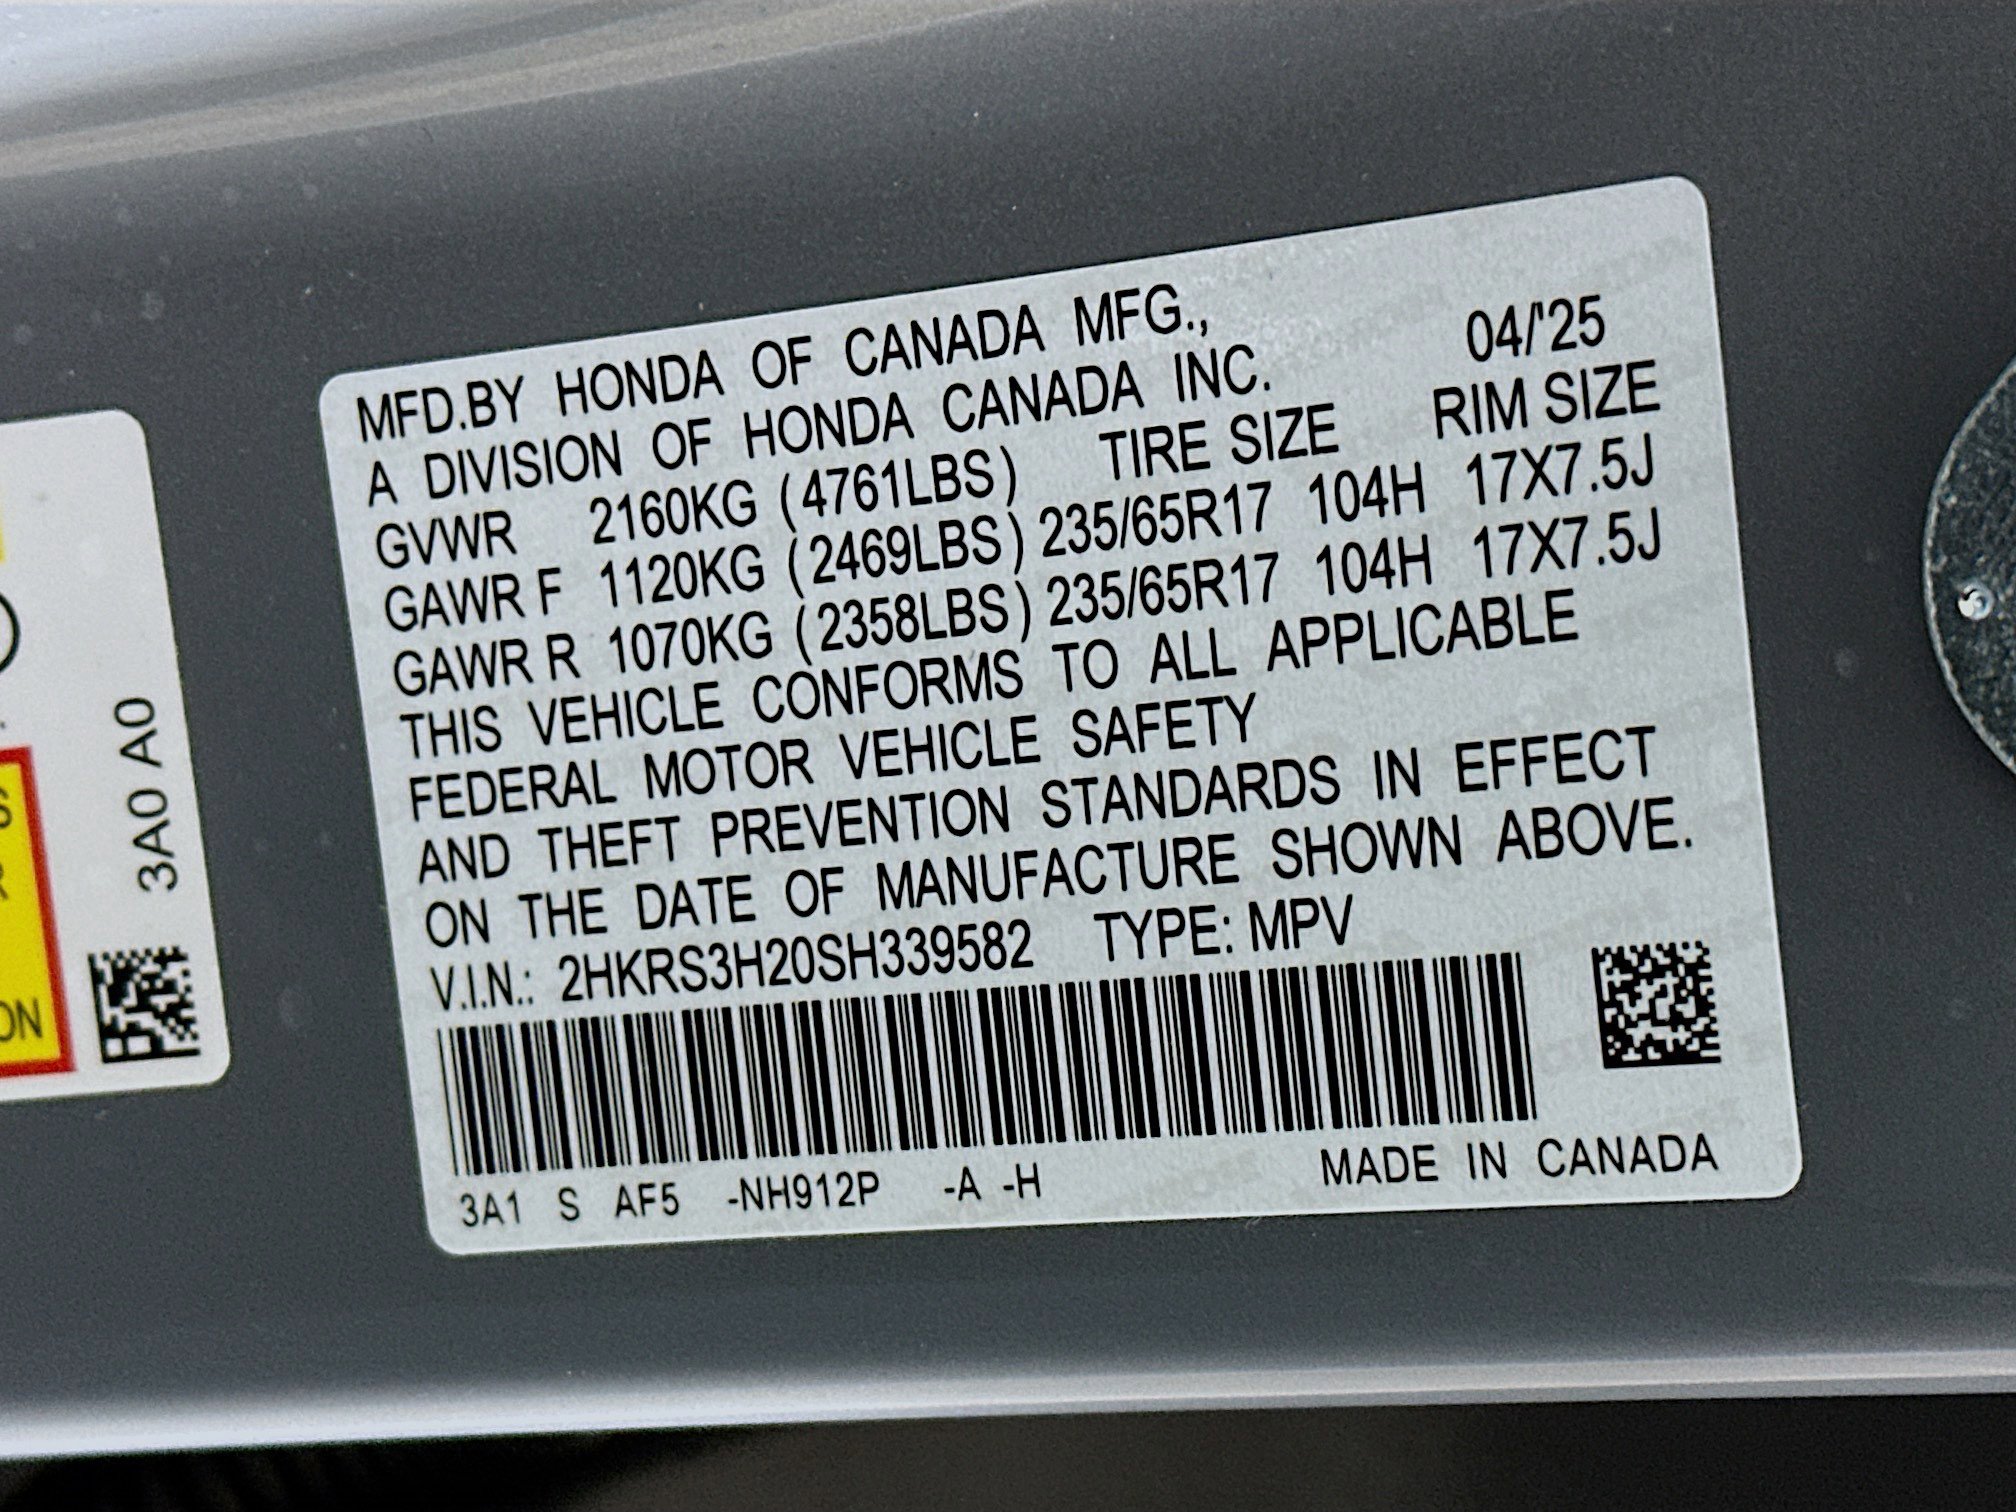 MFD.BY HONDA OF CANADA MFG., 04/'25
A DIVISION OF HONDA CANADA INC.
GVWR 2160KG (4761LBS) TIRE SIZE RIM SIZE
GAWR F 1120KG (2469LBS) 235/65R17 104H 17X7.5J
GAWR R 1070KG (2358LBS) 235/65R17 104H 17X7.5J
THIS VEHICLE CONFORMS TO ALL APPLICABLE
FEDERAL MOTOR VEHICLE SAFETY
AND THEFT PREVENTION STANDARDS IN EFFECT
ON THE DATE OF MANUFACTURE SHOWN ABOVE.
V.I.N.: 2HKRS3H20SH339582 TYPE: MPV
3A1 S AF5 -NH912P -A -H MADE IN CANADA
3A0 A0